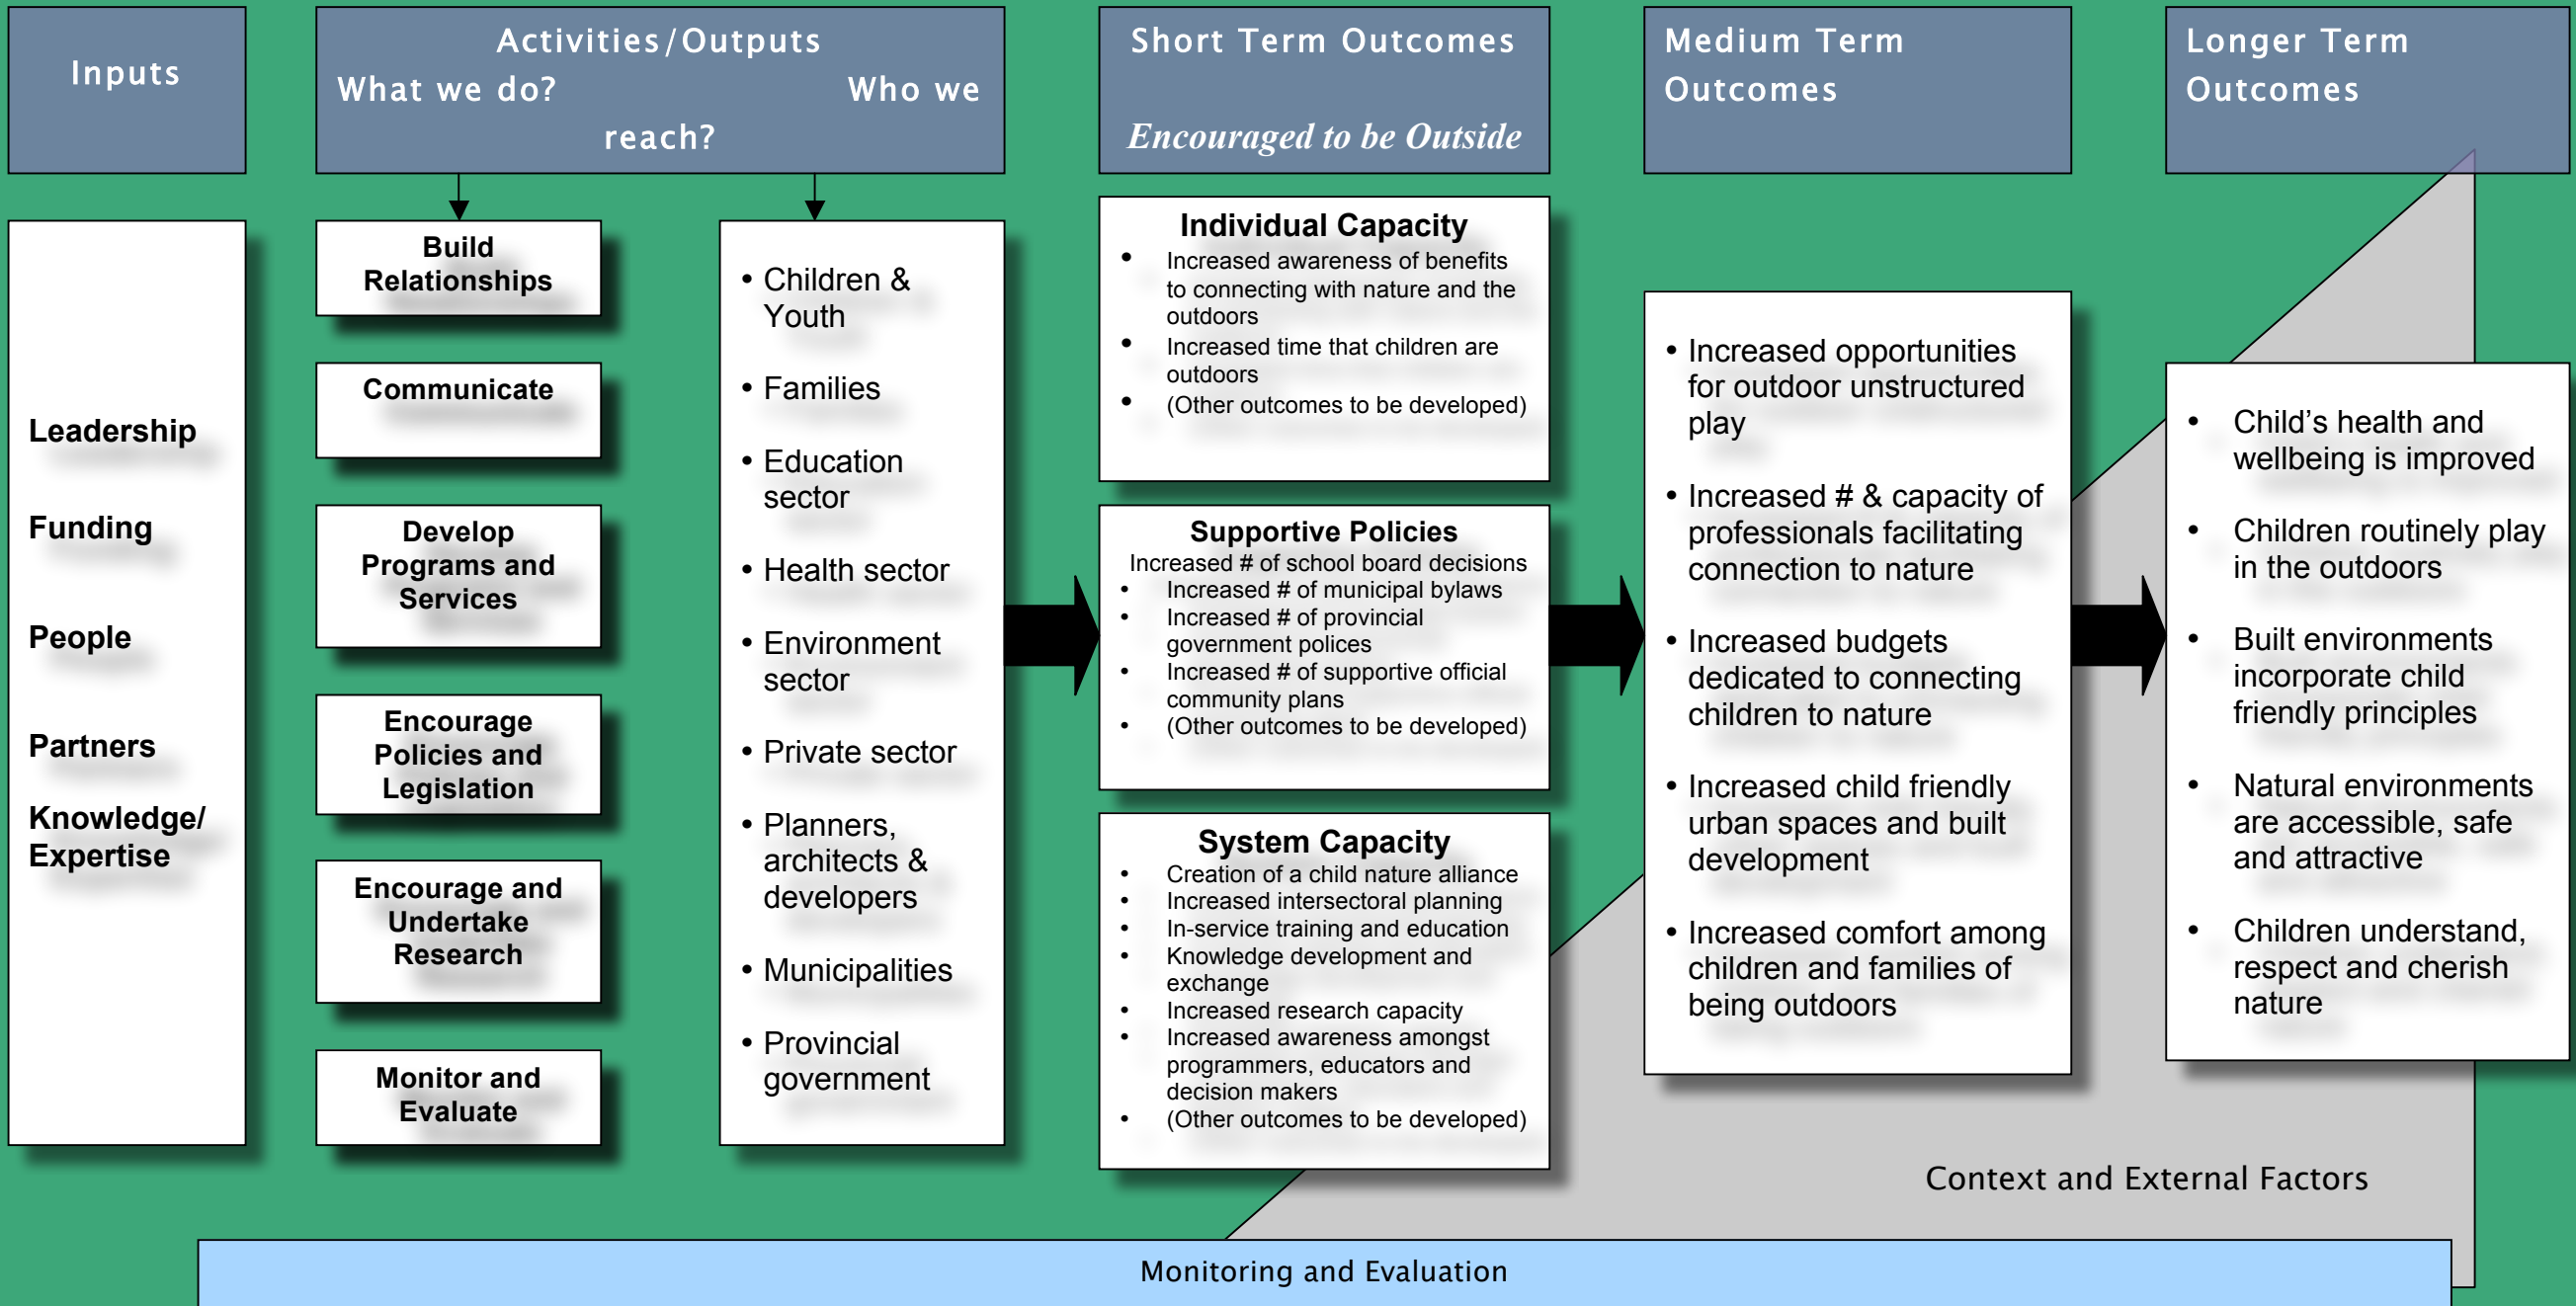 Inputs
Activities/Outputs
What we do? Who we
reach?
Short Term Outcomes
Encouraged to be Outside
Medium Term
Outcomes
Longer Term
Outcomes
Leadership
Funding
People
Partners
Knowledge/
Expertise
Build
Relationships
Communicate
Develop
Programs and
Services
Encourage
Policies and
Legislation
Encourage and
Undertake
Research
Monitor and
Evaluate
• Children &
Youth
• Families
• Education
sector
• Health sector
• Environment
sector
• Private sector
• Planners,
architects &
developers
• Municipalities
• Provincial
government
Individual Capacity
• Increased awareness of benefits
to connecting with nature and the
outdoors
• Increased time that children are
outdoors
• (Other outcomes to be developed)
Supportive Policies
Increased # of school board decisions
• Increased # of municipal bylaws
• Increased # of provincial
government polices
• Increased # of supportive official
community plans
• (Other outcomes to be developed)
System Capacity
• Creation of a child nature alliance
• Increased intersectoral planning
• In-service training and education
• Knowledge development and
exchange
• Increased research capacity
• Increased awareness amongst
programmers, educators and
decision makers
• (Other outcomes to be developed)
• Increased opportunities
for outdoor unstructured
play
• Increased # & capacity of
professionals facilitating
connection to nature
• Increased budgets
dedicated to connecting
children to nature
• Increased child friendly
urban spaces and built
development
• Increased comfort among
children and families of
being outdoors
• Child’s health and
wellbeing is improved
• Children routinely play
in the outdoors
• Built environments
incorporate child
friendly principles
• Natural environments
are accessible, safe
and attractive
• Children understand,
respect and cherish
nature
Context and External Factors
Monitoring and Evaluation